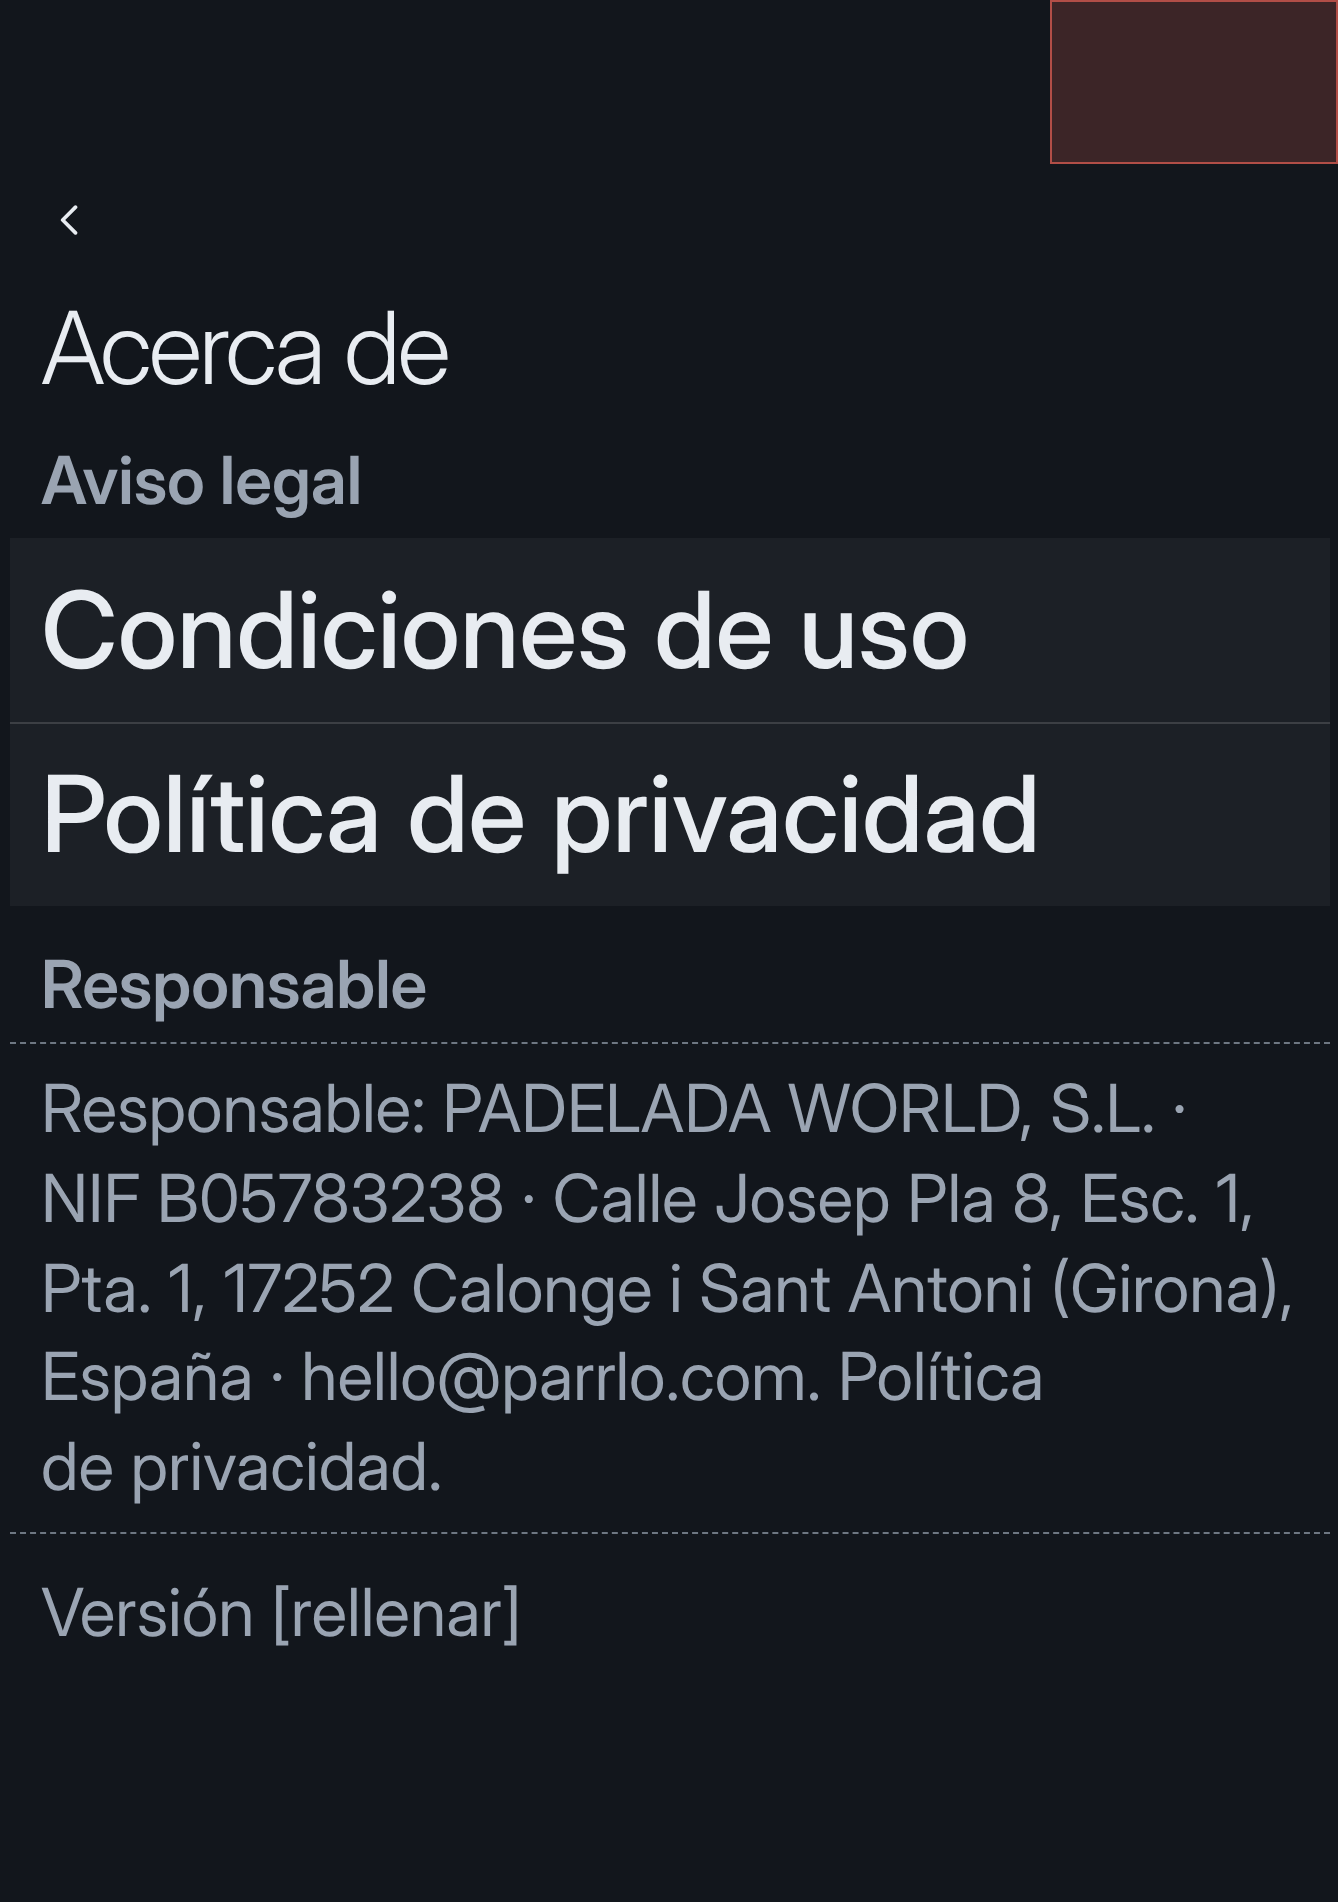 Acerca de
Aviso legal
Condiciones de uso
Política de privacidad
Responsable
Responsable: PADELADA WORLD, S.L. ·
NIF B05783238 · Calle Josep Pla 8, Esc. 1,
Pta. 1, 17252 Calonge i Sant Antoni (Girona),
España · hello@parrlo.com. Política
de privacidad.
Versión [rellenar]